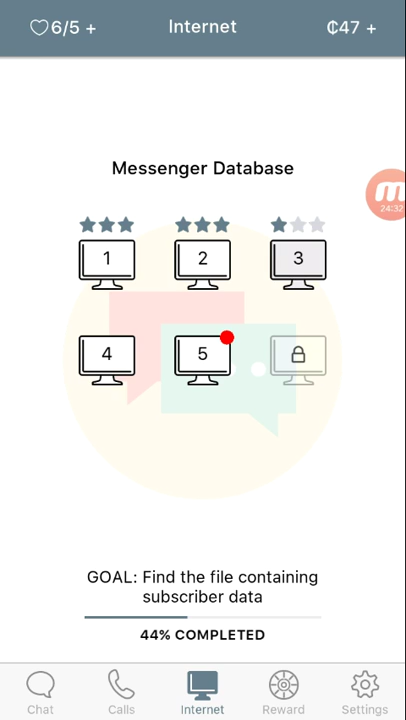 6/5 +
Internet
₵47 +
Messenger Database
24:32
1
2
3
4
5
GOAL: Find the file containing
subscriber data
44% COMPLETED
Chat
Calls
Internet
Reward
Settings